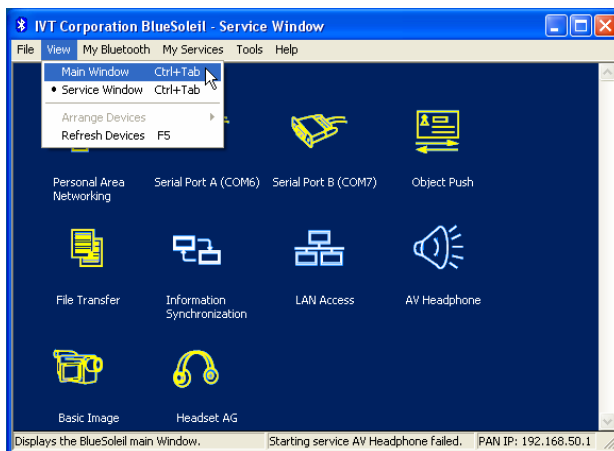 IVT Corporation BlueSoleil - Service Window
File View My Bluetooth My Services Tools Help
Main Window Ctrl+Tab
Service Window Ctrl+Tab
Arrange Devices
Refresh Devices F5
Personal Area
Networking
Serial Port A (COM6)
Serial Port B (COM7)
Object Push
File Transfer
Information
Synchronization
LAN Access
AV Headphone
Basic Image
Headset AG
Displays the BlueSoleil main Window.
Starting service AV Headphone failed.
PAN IP: 192.168.50.1